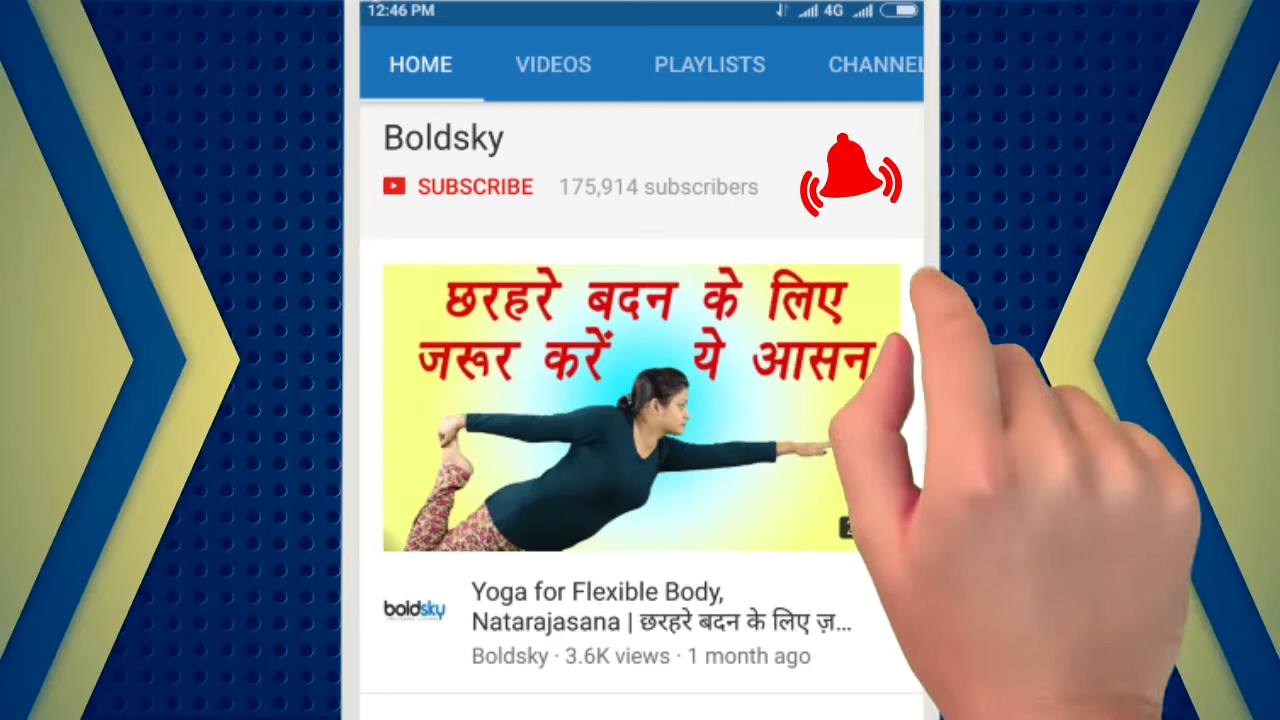 12:46 PM 4G
HOME VIDEOS PLAYLISTS CHANNEL
Boldsky
SUBSCRIBE 175,914 subscribers
छरहरे बदन के लिए
जरूर करें ये आसन
boldsky
Yoga for Flexible Body,
Natarajasana | छरहरे बदन के लिए ज़...
Boldsky · 3.6K views · 1 month ago